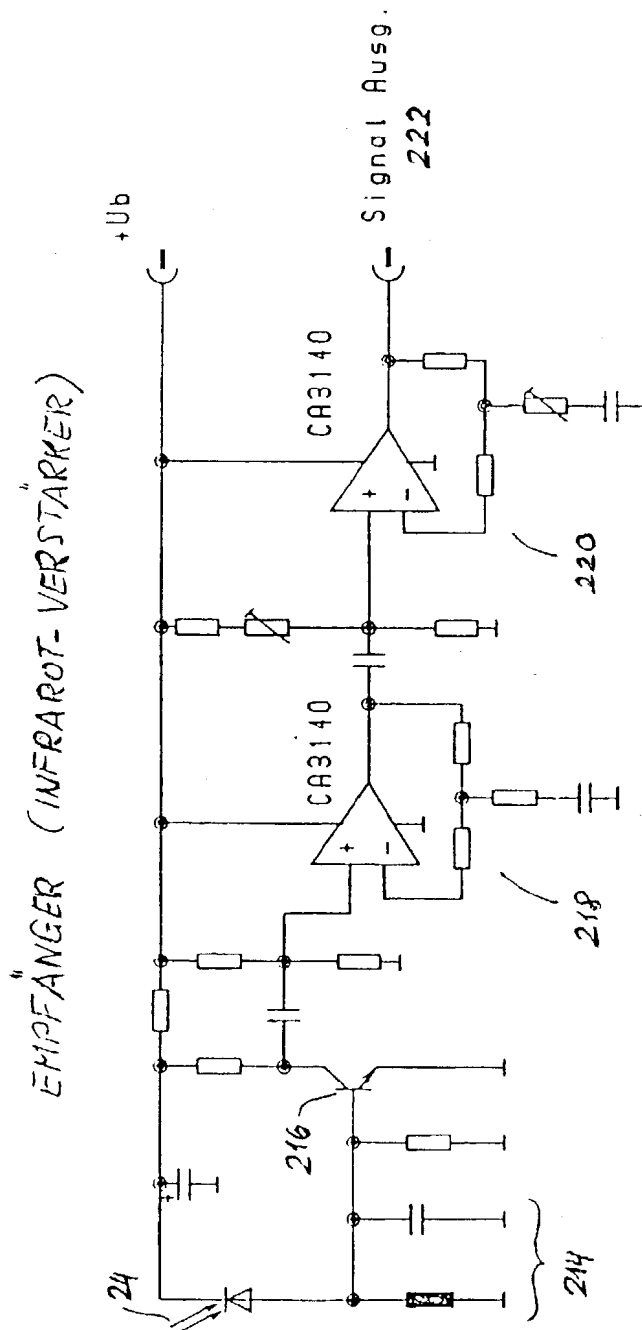 EMPFÄNGER (INFRAROT-VERSTÄRKER)
+Ub
Signal Ausg.
222
CA3140
+
-
220
CA3140
+
-
218
216
+
24
214